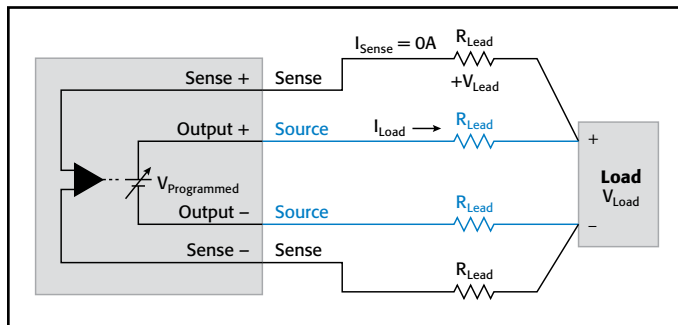 I_Sense = 0A
R_Lead
Sense + Sense
+V_Lead
Output + Source
I_Load
R_Lead
+
Load
V_Load
V_Programmed
Output – Source
R_Lead
–
Sense – Sense
R_Lead